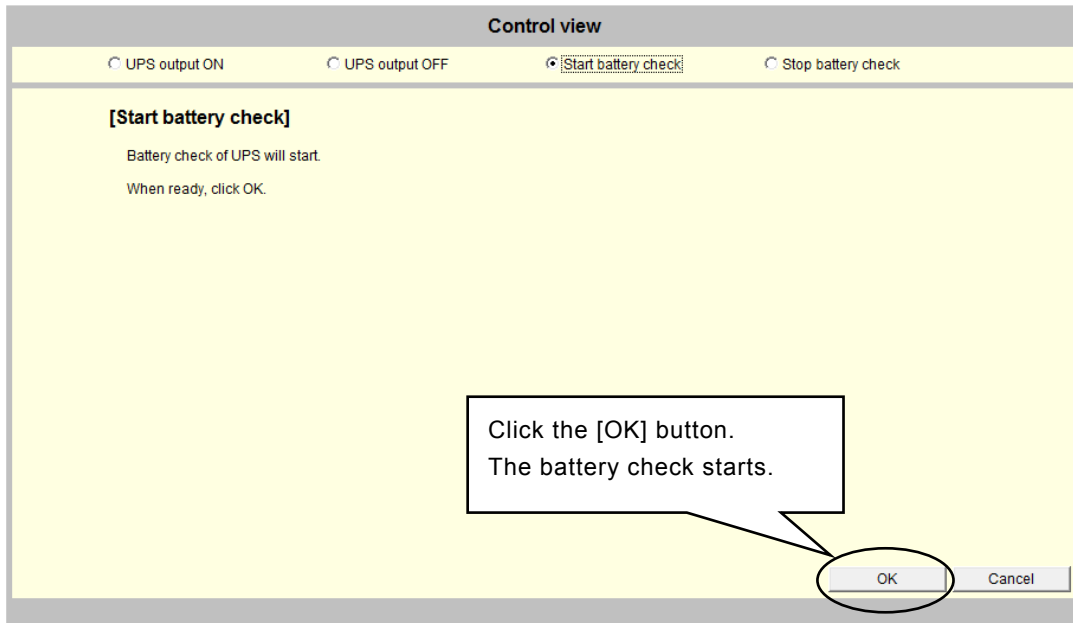 Control view
UPS output ON UPS output OFF Start battery check Stop battery check
[Start battery check]
Battery check of UPS will start.
When ready, click OK.
Click the [OK] button.
The battery check starts.
OK Cancel